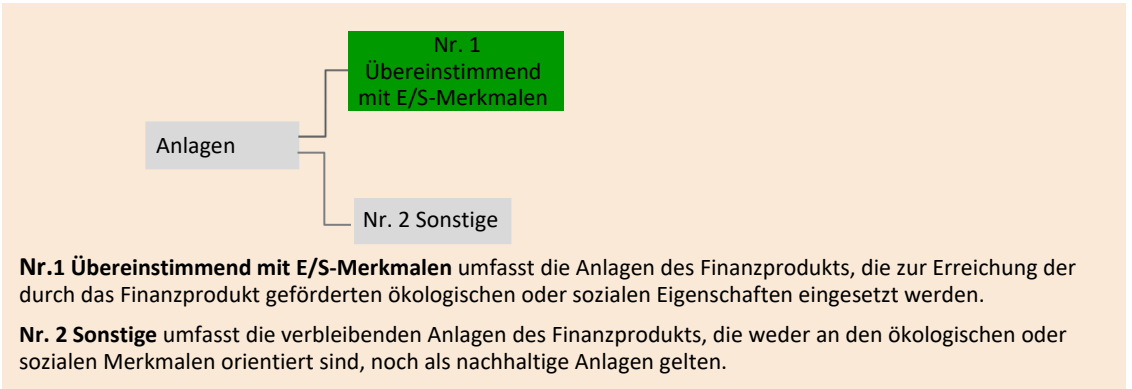 Nr. 1
Übereinstimmend
mit E/S-Merkmalen
Anlagen
Nr. 2 Sonstige
Nr.1 Übereinstimmend mit E/S-Merkmalen umfasst die Anlagen des Finanzprodukts, die zur Erreichung der
durch das Finanzprodukt geförderten ökologischen oder sozialen Eigenschaften eingesetzt werden.
Nr. 2 Sonstige umfasst die verbleibenden Anlagen des Finanzprodukts, die weder an den ökologischen oder
sozialen Merkmalen orientiert sind, noch als nachhaltige Anlagen gelten.